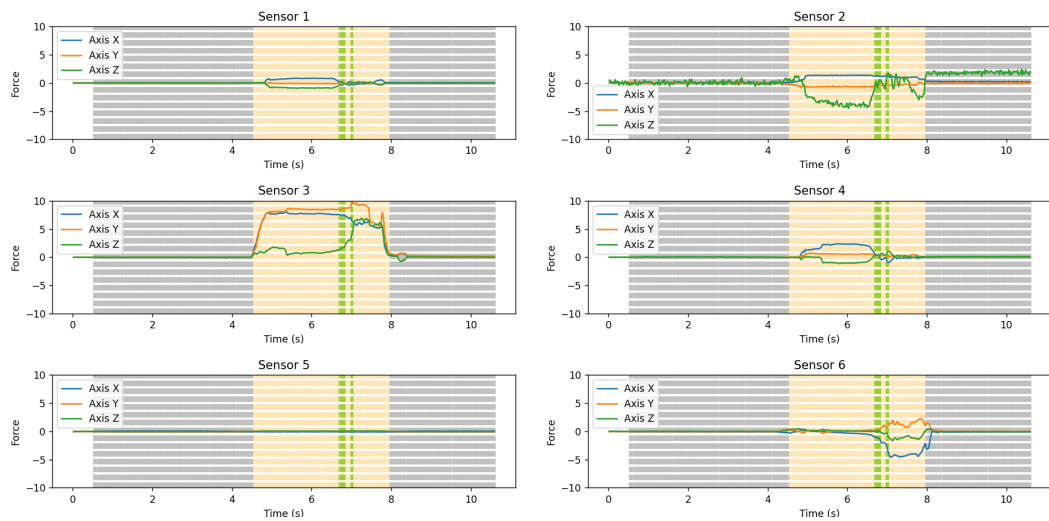 Sensor 1
10
5
0
−5
−10
Force
Axis X
Axis Y
Axis Z
0 2 4 6 8 10
Time (s)
Sensor 2
10
5
0
−5
−10
Force
Axis X
Axis Y
Axis Z
0 2 4 6 8 10
Time (s)
Sensor 3
10
5
0
−5
−10
Force
Axis X
Axis Y
Axis Z
0 2 4 6 8 10
Time (s)
Sensor 4
10
5
0
−5
−10
Force
Axis X
Axis Y
Axis Z
0 2 4 6 8 10
Time (s)
Sensor 5
10
5
0
−5
−10
Force
Axis X
Axis Y
Axis Z
0 2 4 6 8 10
Time (s)
Sensor 6
10
5
0
−5
−10
Force
Axis X
Axis Y
Axis Z
0 2 4 6 8 10
Time (s)